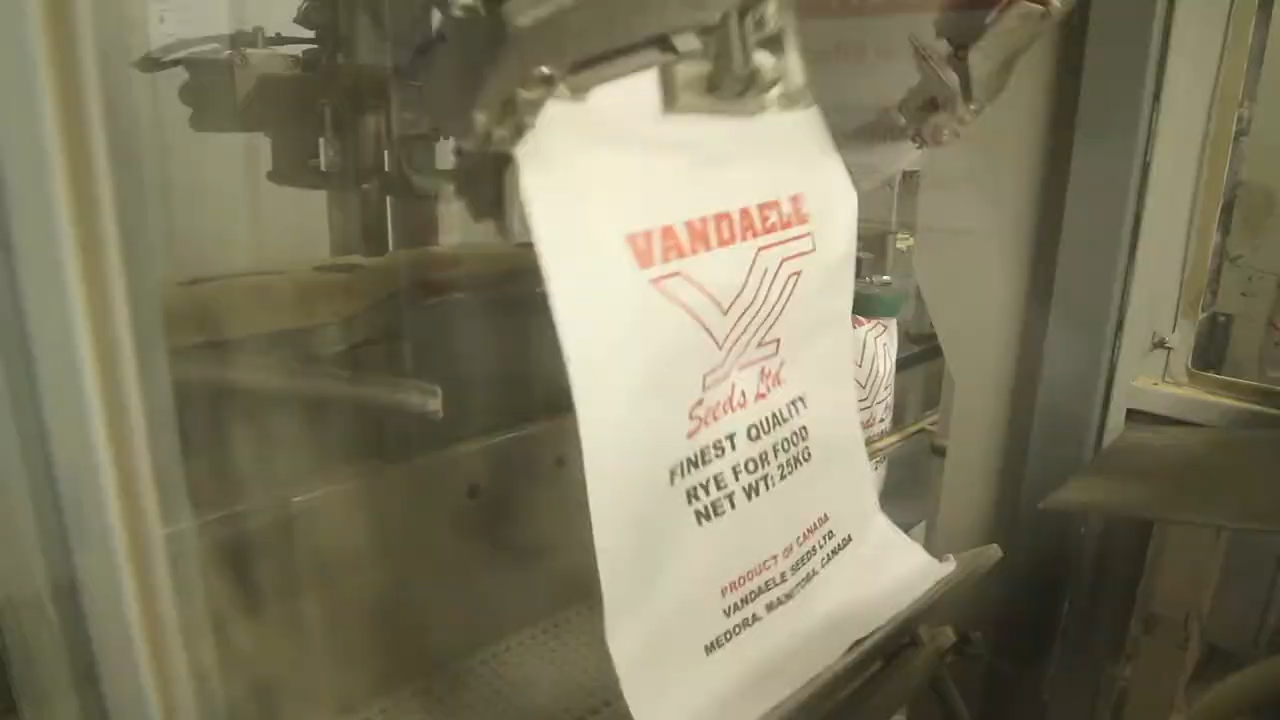 VANDAELE
Seeds Ltd.
FINEST QUALITY
RYE FOR FOOD
NET WT: 25KG
PRODUCT OF CANADA
VANDAELE SEEDS LTD.
MEDORA, MANITOBA, CANADA